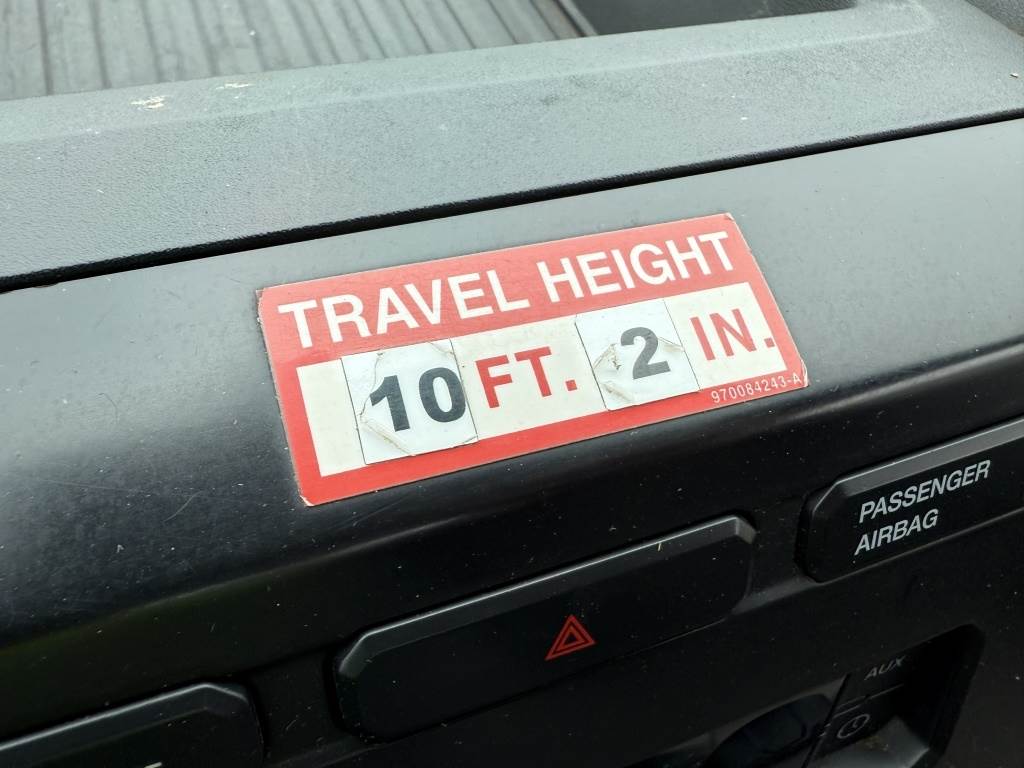 TRAVEL HEIGHT
10 FT. 2 IN.
970084243-A
PASSENGER
AIRBAG
AUX